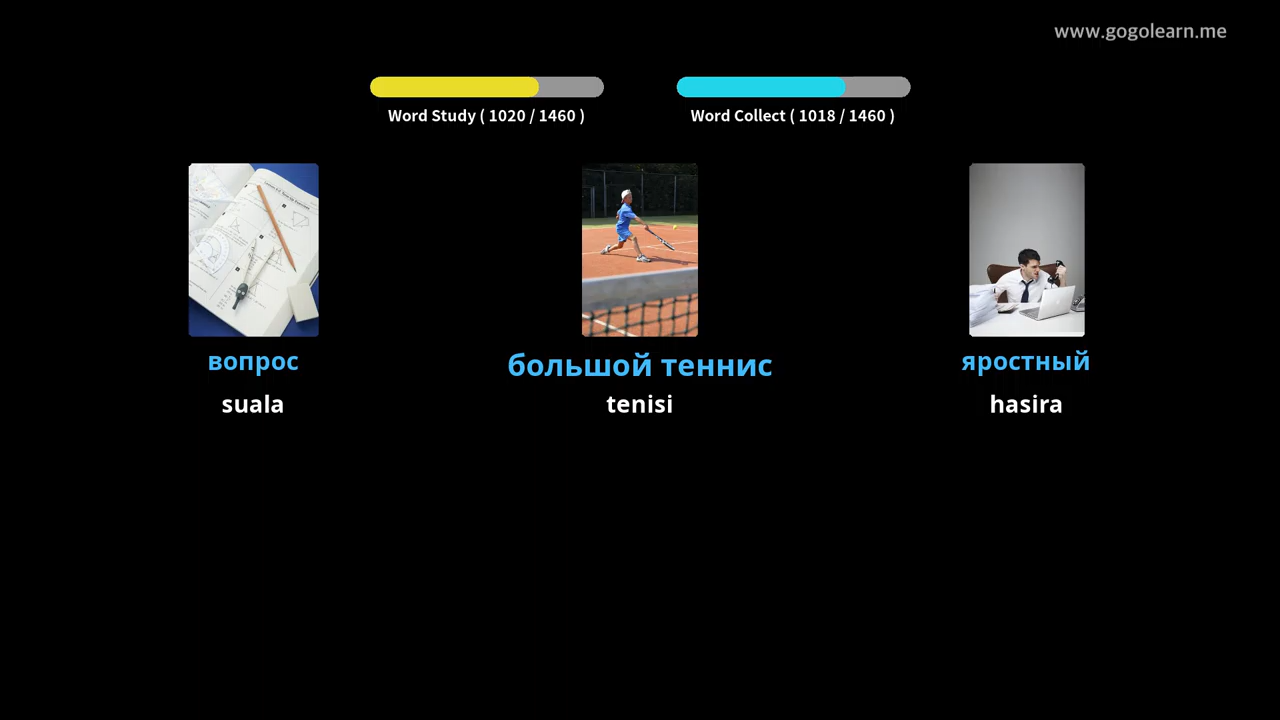 www.gogolearn.me
Word Study ( 1020 / 1460 )
Word Collect ( 1018 / 1460 )
вопрос
большой теннис
яростный
suala
tenisi
hasira